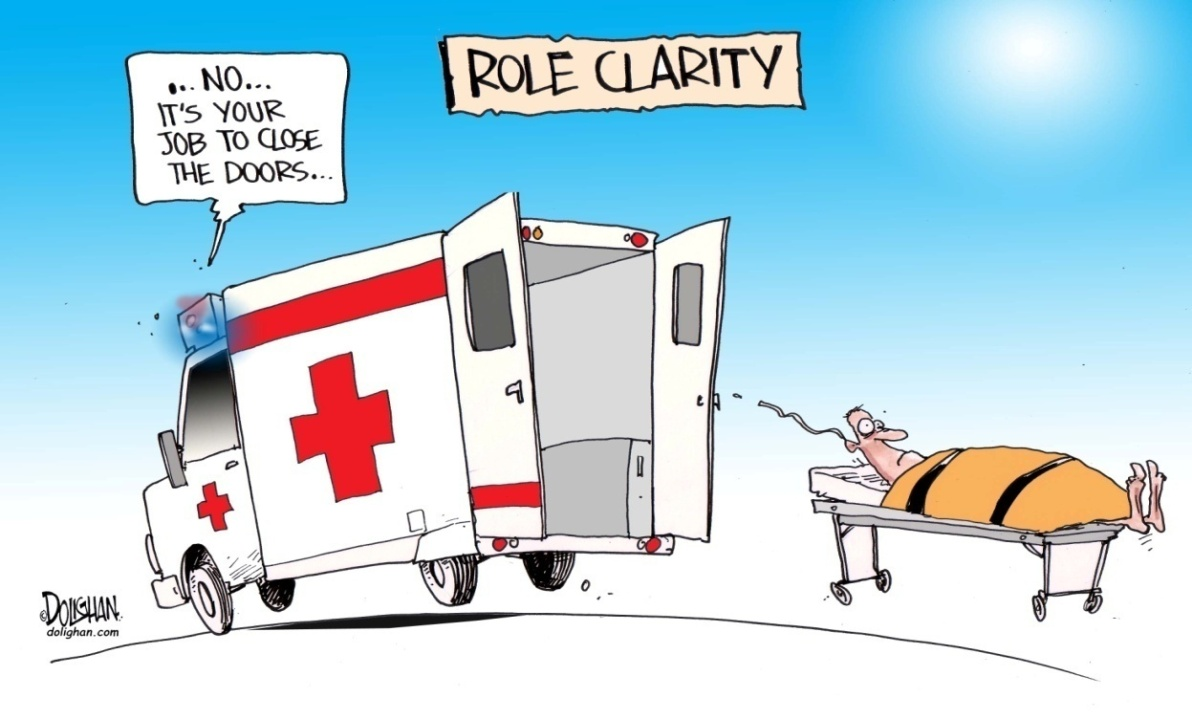 ROLE CLARITY
... NO...
IT'S YOUR
JOB TO CLOSE
THE DOORS...
©DOLIGHAN.
dolighan.com